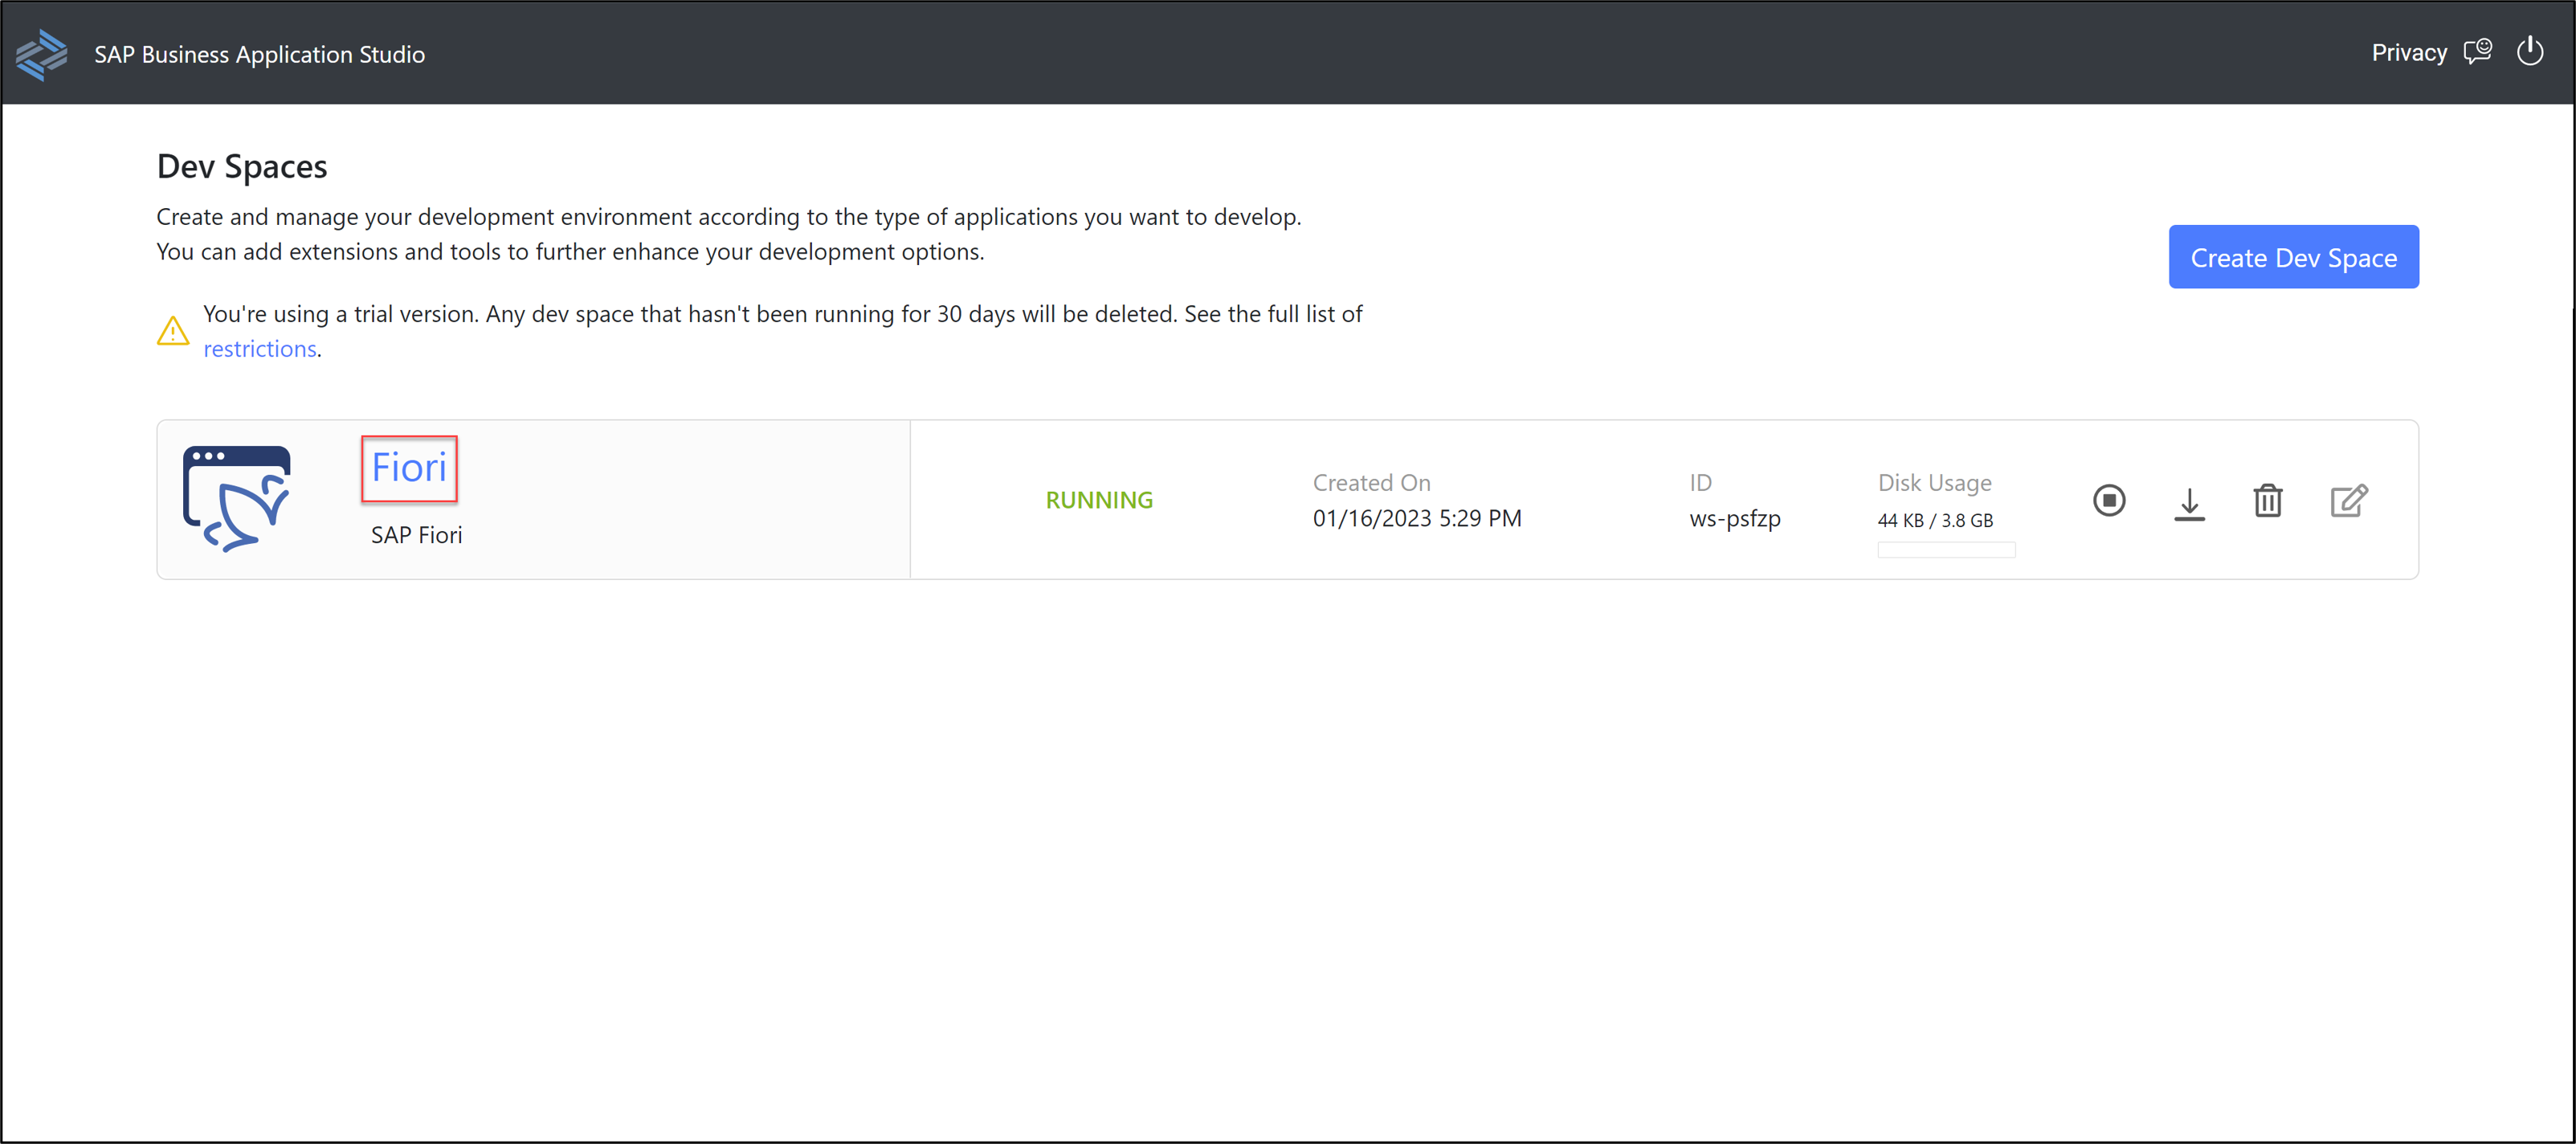 SAP Business Application Studio
Privacy
Dev Spaces
Create and manage your development environment according to the type of applications you want to develop.
You can add extensions and tools to further enhance your development options.
Create Dev Space
You're using a trial version. Any dev space that hasn't been running for 30 days will be deleted. See the full list of
restrictions.
Fiori
SAP Fiori
RUNNING
Created On
01/16/2023 5:29 PM
ID
ws-psfzp
Disk Usage
44 KB / 3.8 GB